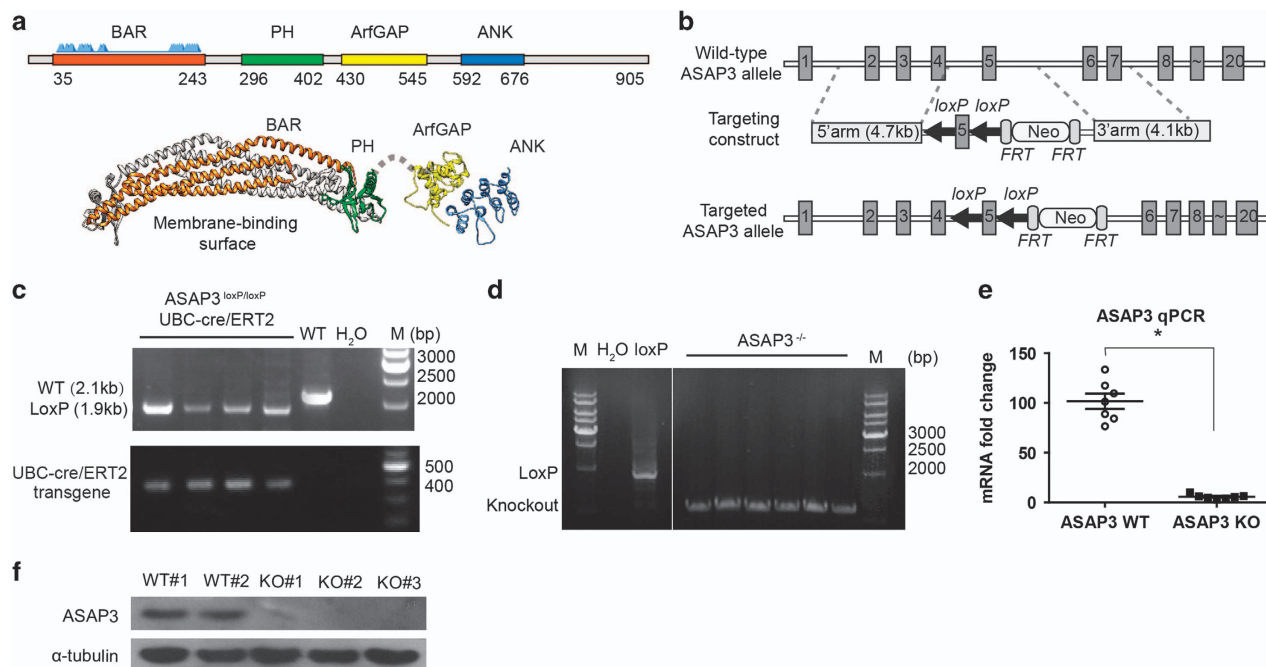 a
BAR PH ArfGAP ANK
35 243 296 402 430 545 592 676 905
BAR
PH
ArfGAP
ANK
Membrane-binding
surface
b
Wild-type
ASAP3 allele
1 2 3 4 5 6 7 8 ~ 20
loxP loxP
Targeting
construct
5'arm (4.7kb) 5 Neo 3'arm (4.1kb)
FRT FRT
loxP loxP
Targeted
ASAP3 allele
1 2 3 4 5 Neo 6 7 8 ~ 20
FRT FRT
c
ASAP3 loxP/loxP
UBC-cre/ERT2
WT H2O M (bp)
3000
2500
2000
WT (2.1kb)
LoxP (1.9kb)
UBC-cre/ERT2
transgene
500
400
d
M H2O loxP ASAP3 -/- M (bp)
3000
2500
2000
LoxP
Knockout
e
ASAP3 qPCR
*
mRNA fold change
150
100
50
0
ASAP3 WT ASAP3 KO
f
WT#1 WT#2 KO#1 KO#2 KO#3
ASAP3
α-tubulin